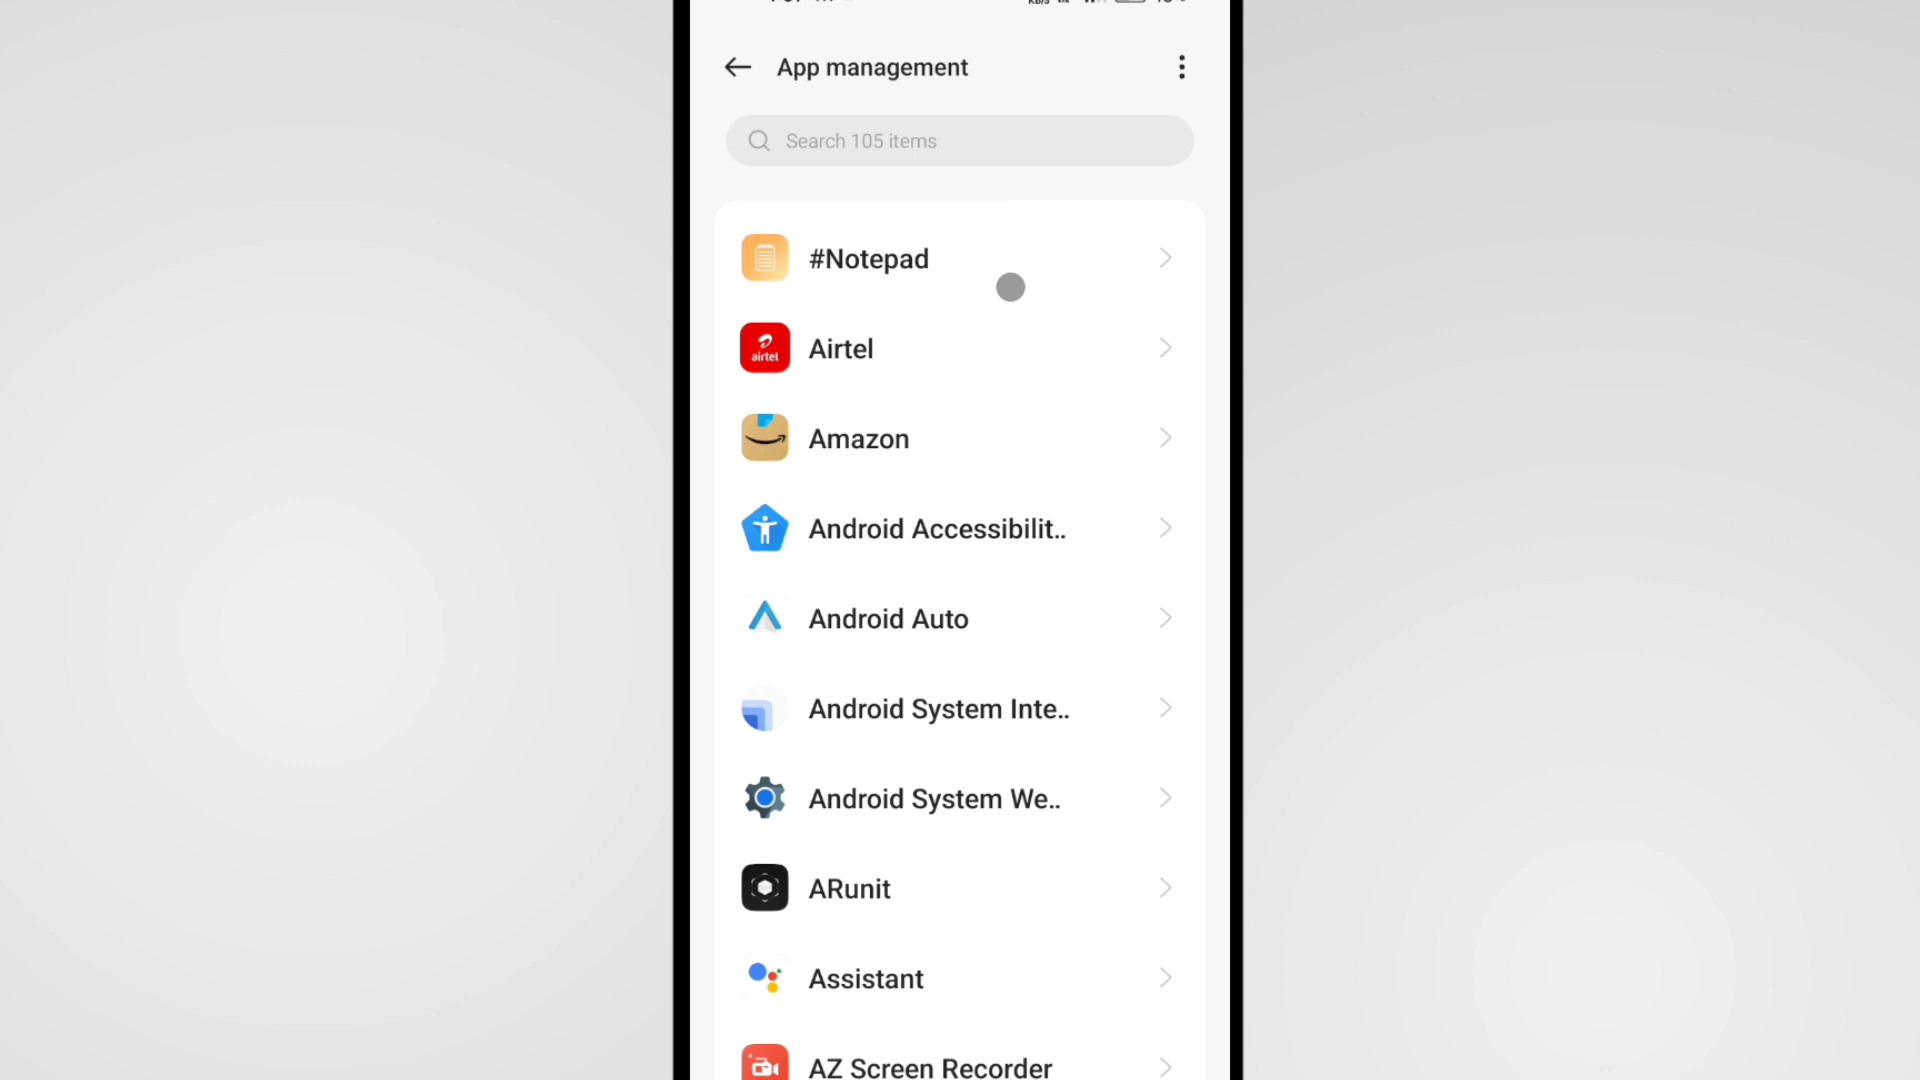 App management
Search 105 items
#Notepad
airtel
Airtel
Amazon
Android Accessibilit..
Android Auto
Android System Inte..
Android System We..
ARunit
Assistant
AZ Screen Recorder